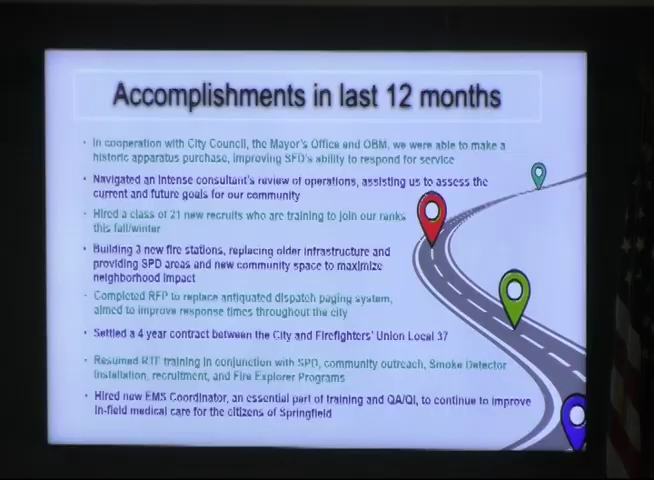 Accomplishments in last 12 months
• In cooperation with City Council, the Mayor's Office and OBM, we were able to make a
historic apparatus purchase, improving SFD's ability to respond for service
• Navigated an intense consultant's review of operations, assisting us to assess the
current and future goals for our community
• Hired a class of 21 new recruits who are training to join our ranks
this fall/winter
• Building 3 new fire stations, replacing older infrastructure and
providing SPD areas and new community space to maximize
neighborhood impact
• Completed RFP to replace antiquated dispatch paging system,
aimed to improve response times throughout the city
• Settled a 4 year contract between the City and Firefighters' Union Local 37
• Resumed RTF training in conjunction with SPD, community outreach, Smoke Detector
Installation, recruitment, and Fire Explorer Programs
• Hired new EMS Coordinator, an essential part of training and QA/QI, to continue to improve
in-field medical care for the citizens of Springfield